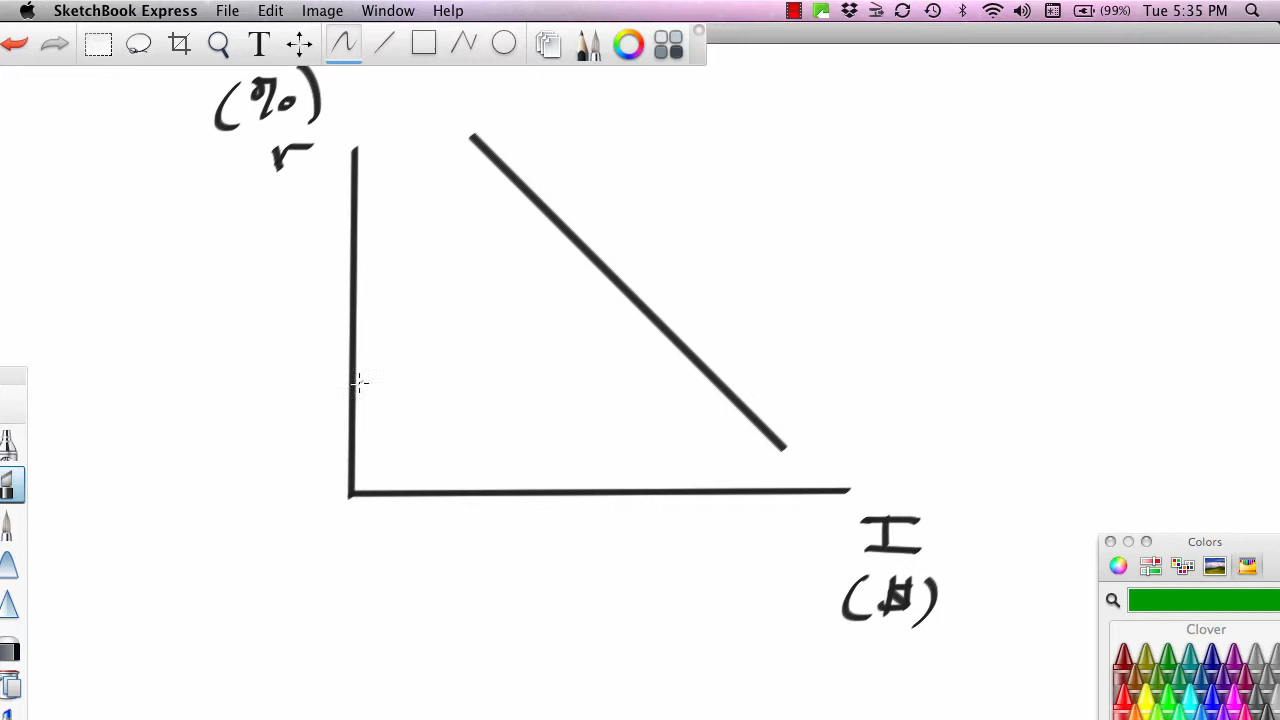 SketchBook Express File Edit Image Window Help (99%) Tue 5:35 PM
T
(%)
r
I
($)
Colors
Clover